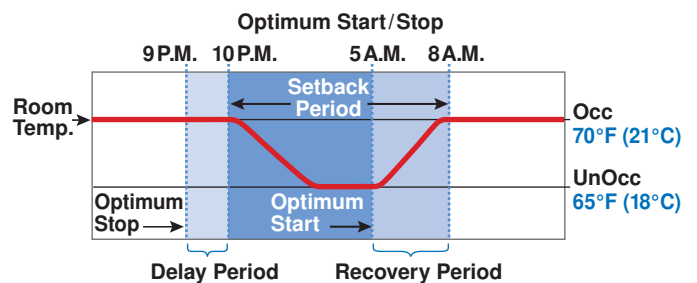 Optimum Start/Stop
9 P.M. 10 P.M. 5 A.M. 8 A.M.
Setback
Period
Room
Temp.
Occ
70°F (21°C)
UnOcc
65°F (18°C)
Optimum
Stop
Optimum
Start
Delay Period Recovery Period